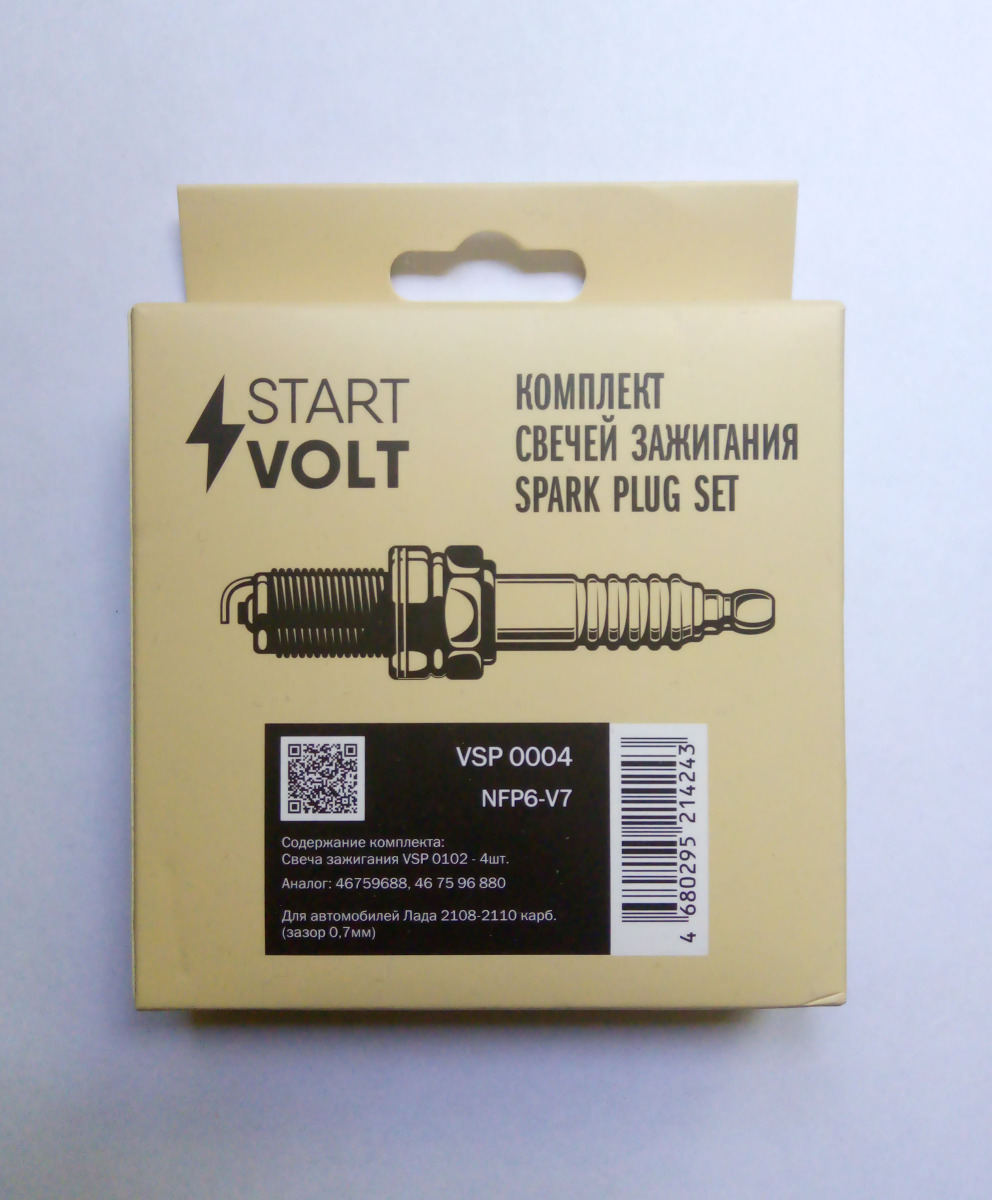 START
VOLT
КОМПЛЕКТ
СВЕЧЕЙ ЗАЖИГАНИЯ
SPARK PLUG SET
VSP 0004
NFP6-V7
Содержание комплекта:
Свеча зажигания VSP 0102 - 4шт.
Аналог: 46759688, 46 75 96 880
Для автомобилей Лада 2108-2110 карб.
(зазор 0,7мм)
4 680295 214243